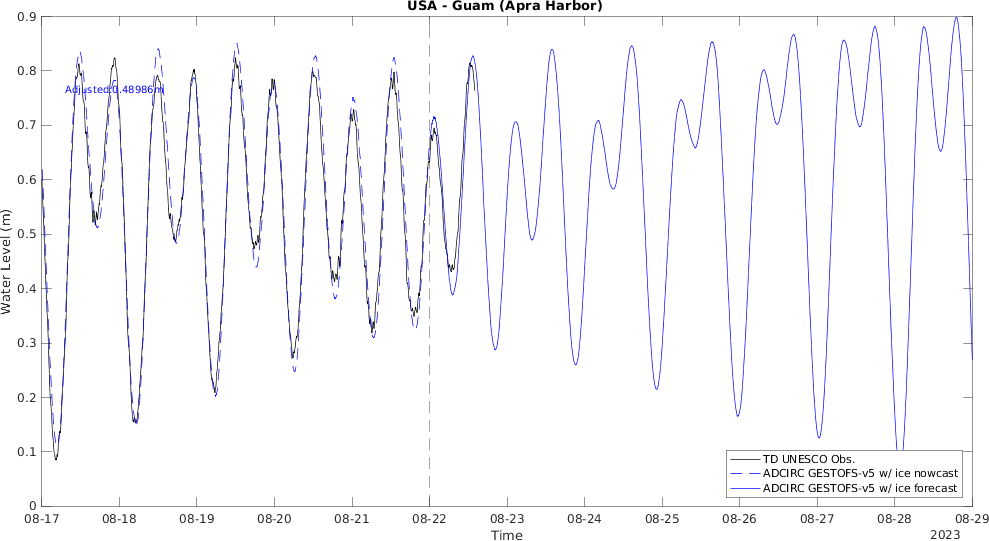 USA - Guam (Apra Harbor)
0.9
0.8
Adjusted:0.48986m
0.7
0.6
0.5
Water Level (m)
0.4
0.3
0.2
0.1
0
TD UNESCO Obs.
ADCIRC GESTOFS-v5 w/ ice nowcast
ADCIRC GESTOFS-v5 w/ ice forecast
08-17 08-18 08-19 08-20 08-21 08-22 08-23 08-24 08-25 08-26 08-27 08-28 08-29
Time
2023